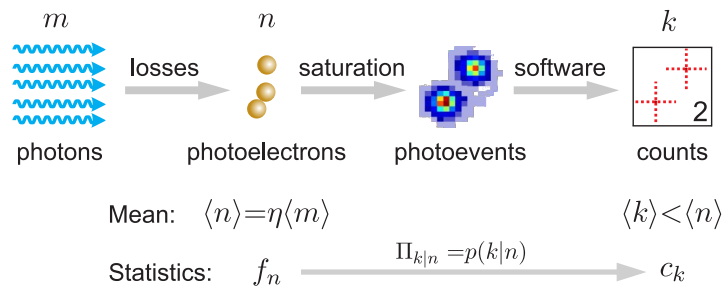 m n k
losses saturation software
2
photons photoelectrons photoevents counts
Mean: ⟨n⟩=η⟨m⟩ ⟨k⟩<⟨n⟩
Π_{k|n} = p(k|n)
Statistics: f_n c_k